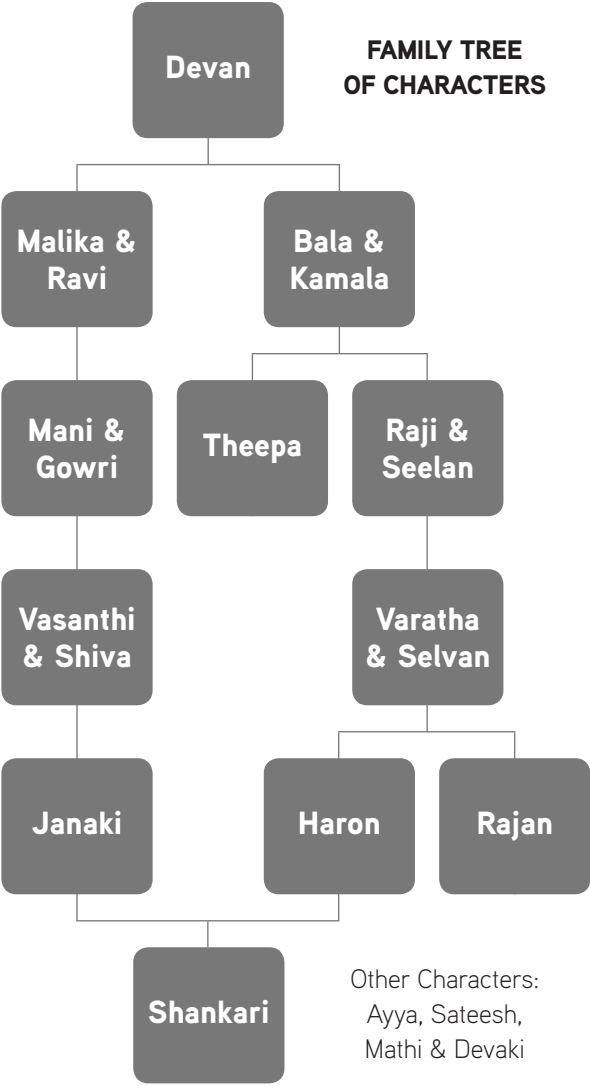 Devan
FAMILY TREE
OF CHARACTERS
Malika &
Ravi
Bala &
Kamala
Mani &
Gowri
Theepa
Raji &
Seelan
Vasanthi
& Shiva
Varatha
& Selvan
Janaki
Haron
Rajan
Shankari
Other Characters:
Ayya, Sateesh,
Mathi & Devaki